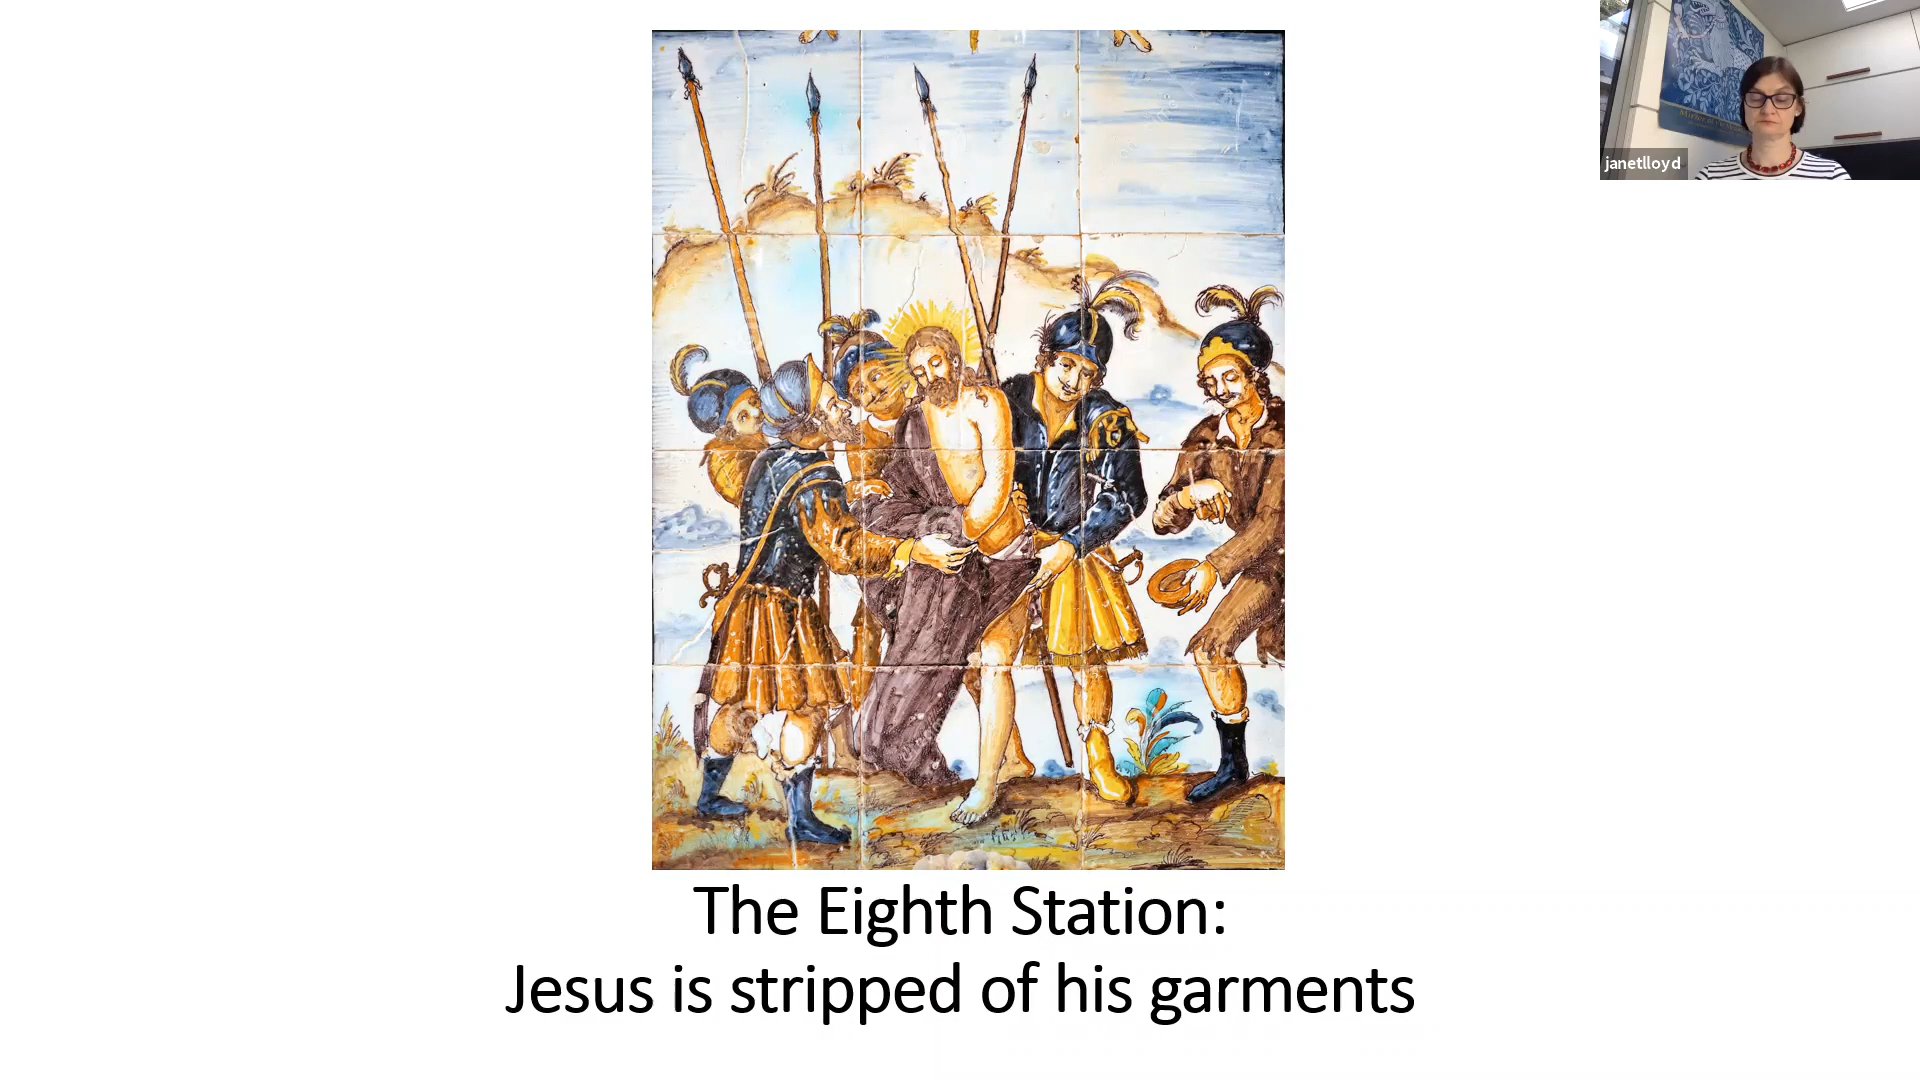 janetlloyd
The Eighth Station:
Jesus is stripped of his garments